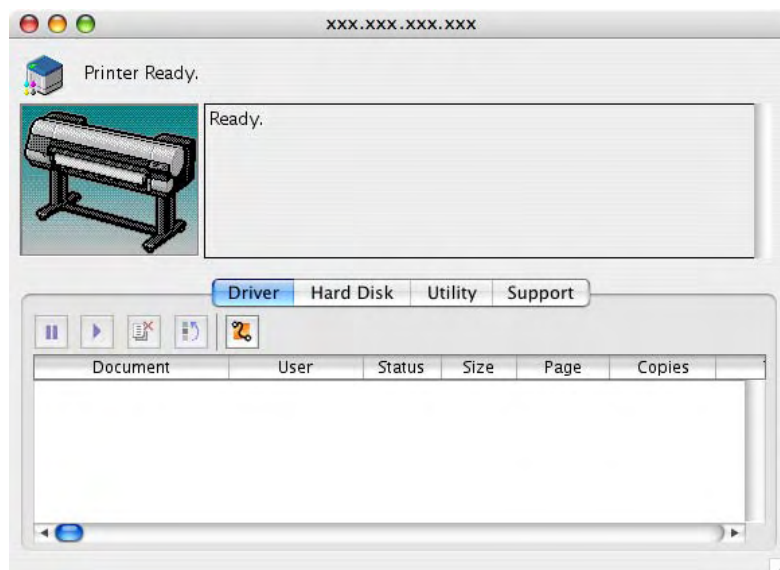 xxx.xxx.xxx.xxx
Printer Ready.
Ready.
Driver Hard Disk Utility Support
Document User Status Size Page Copies